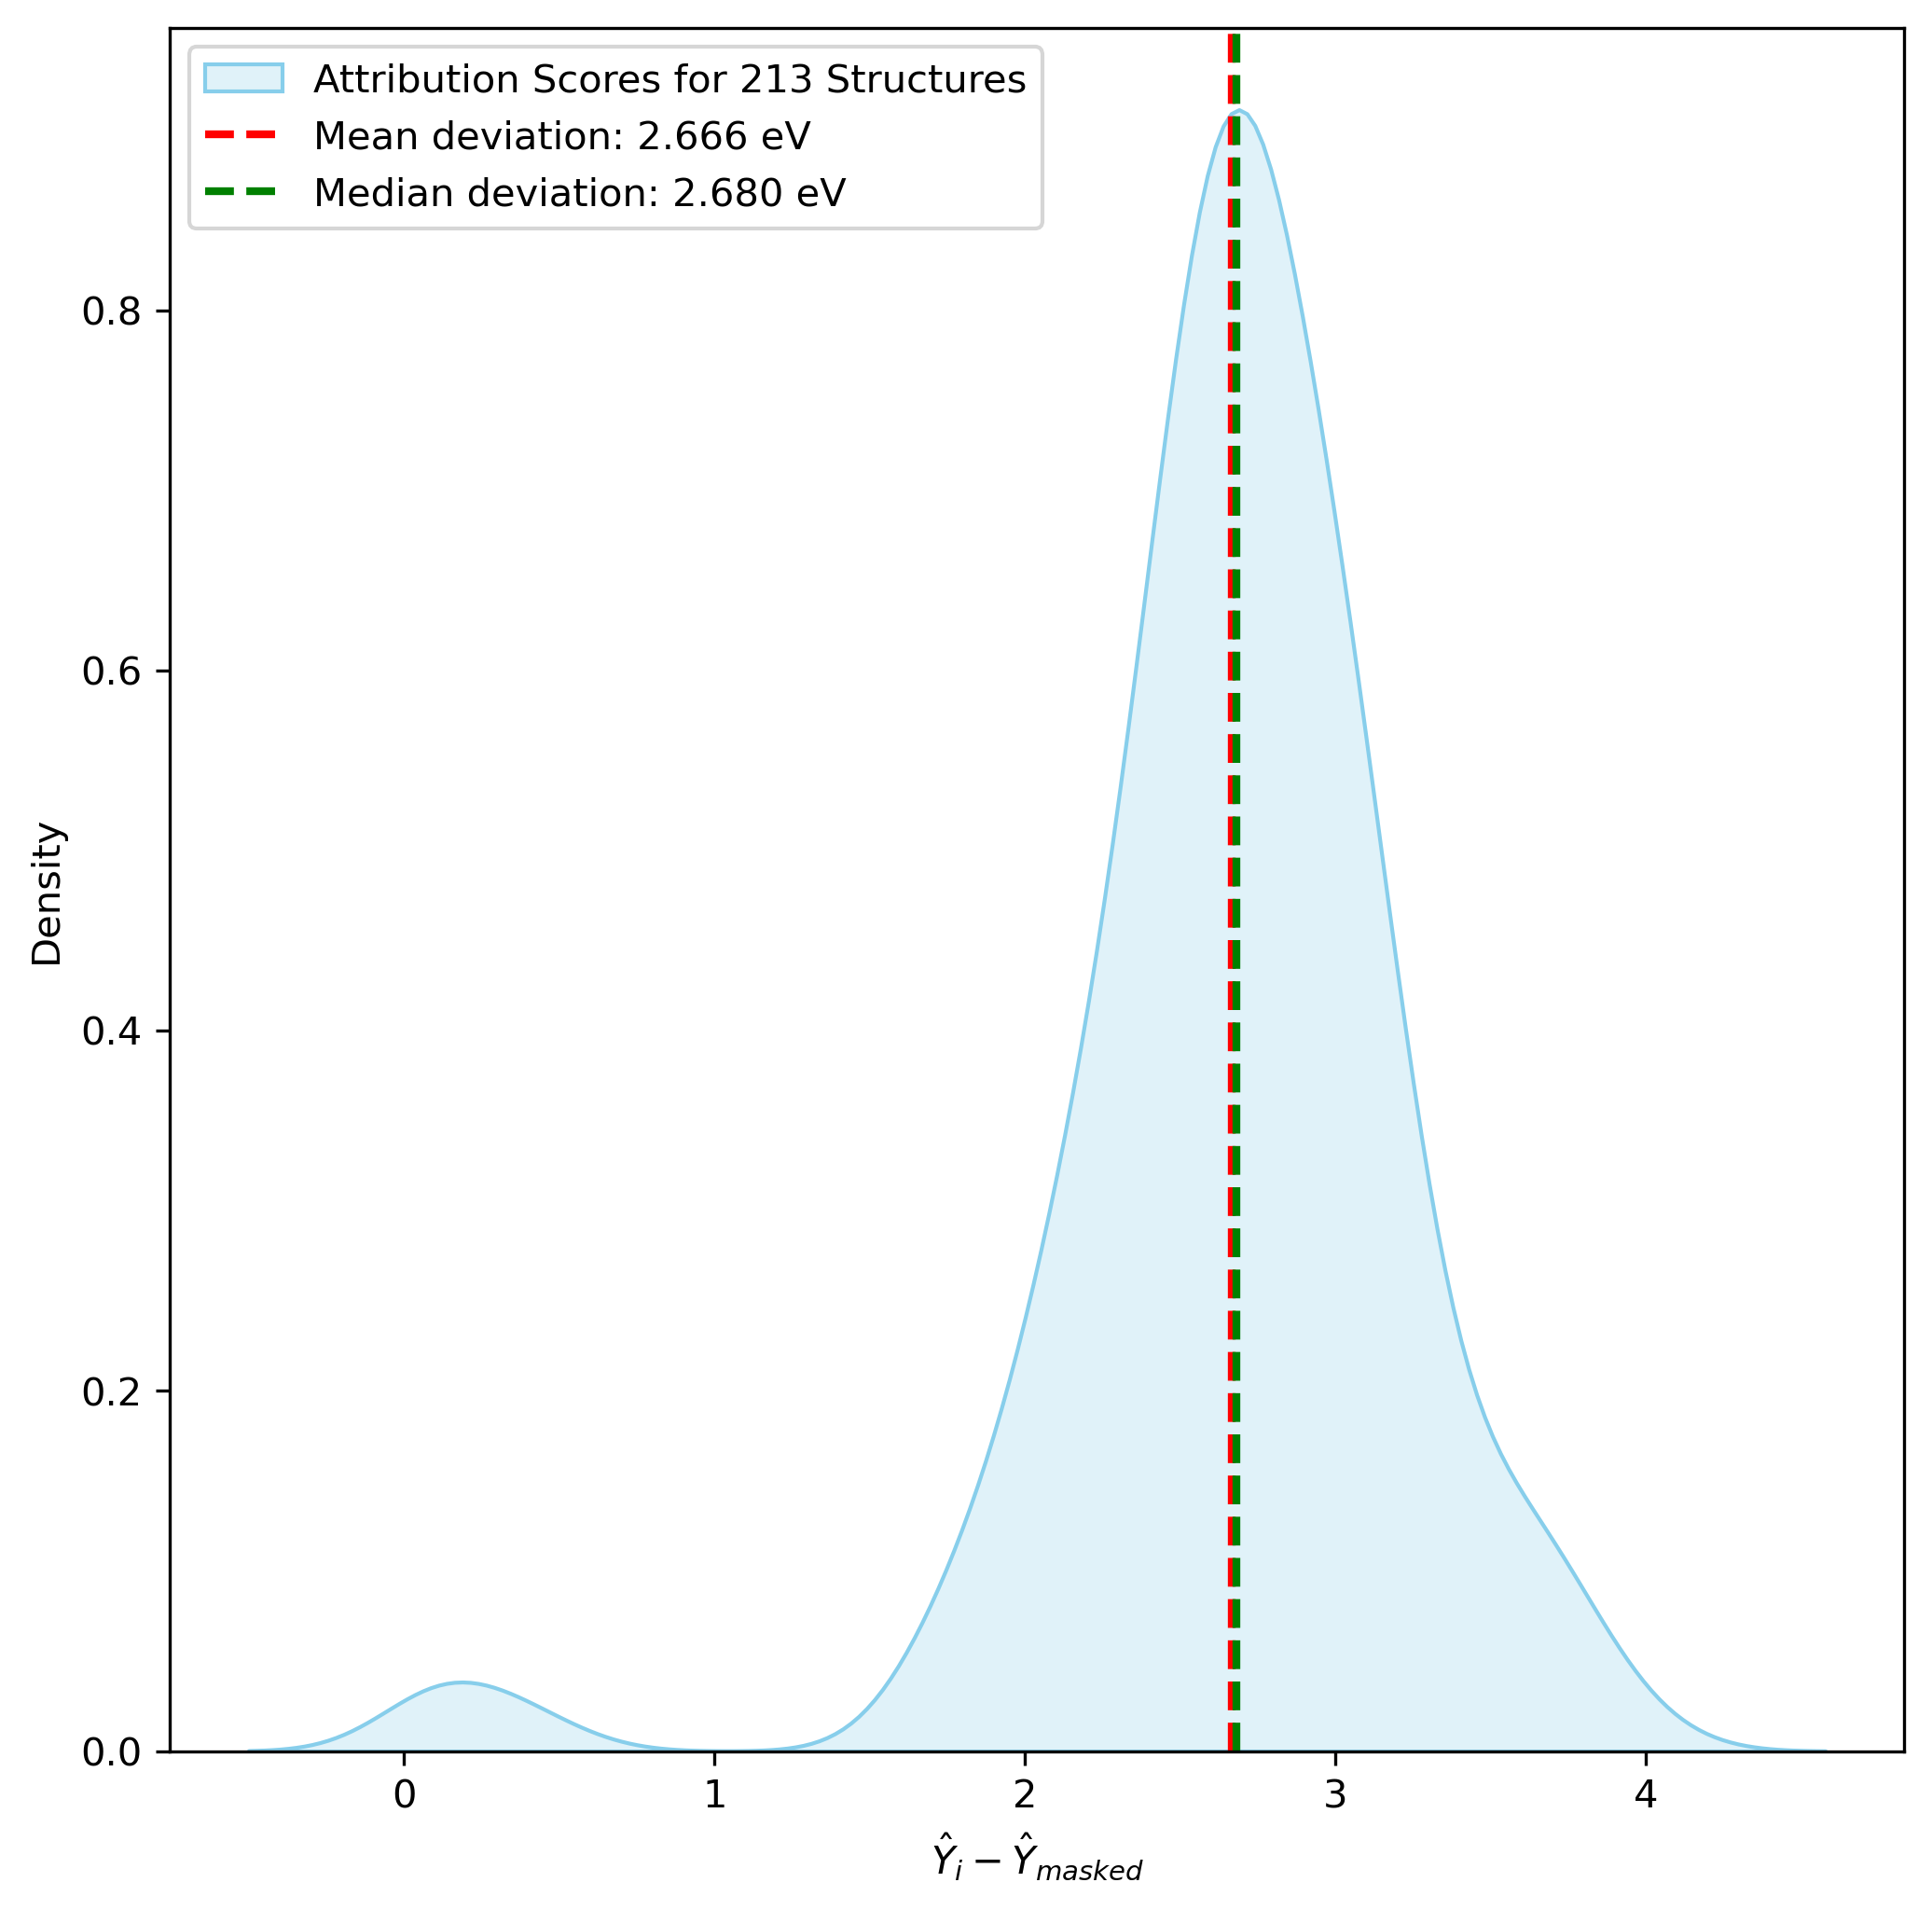 Attribution Scores for 213 Structures
Mean deviation: 2.666 eV
Median deviation: 2.680 eV
0.8
0.6
0.4
0.2
0.0
Density
0 1 2 3 4
Ŷᵢ − Ŷmasked